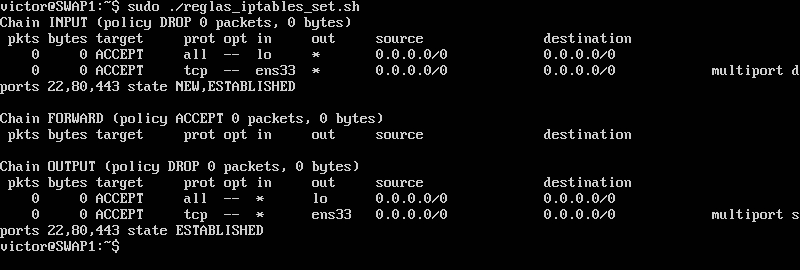 victor@SWAP1:~$ sudo ./reglas_iptables_set.sh
Chain INPUT (policy DROP 0 packets, 0 bytes)
 pkts bytes target     prot opt in     out     source               destination
    0     0 ACCEPT     all  --  lo     *       0.0.0.0/0            0.0.0.0/0
    0     0 ACCEPT     tcp  --  ens33  *       0.0.0.0/0            0.0.0.0/0            multiport d
ports 22,80,443 state NEW,ESTABLISHED
Chain FORWARD (policy ACCEPT 0 packets, 0 bytes)
 pkts bytes target     prot opt in     out     source               destination
Chain OUTPUT (policy DROP 0 packets, 0 bytes)
 pkts bytes target     prot opt in     out     source               destination
    0     0 ACCEPT     all  --  *      lo      0.0.0.0/0            0.0.0.0/0
    0     0 ACCEPT     tcp  --  *      ens33   0.0.0.0/0            0.0.0.0/0            multiport s
ports 22,80,443 state ESTABLISHED
victor@SWAP1:~$